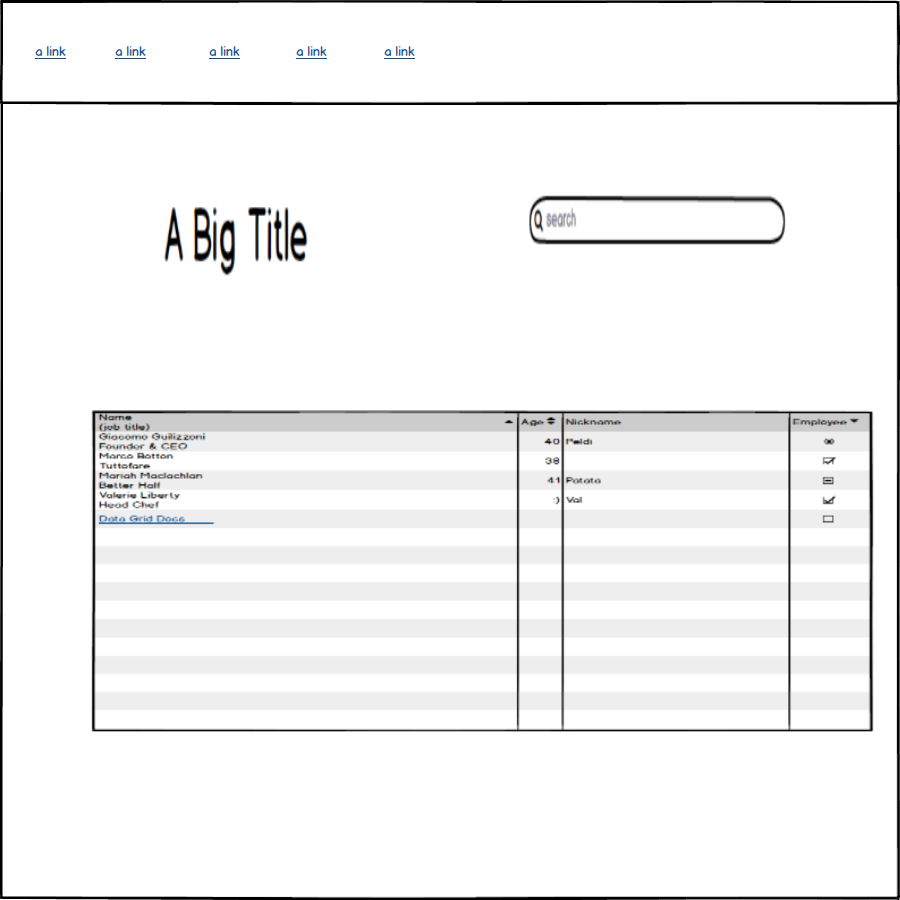 a link a link a link a link a link
A Big Title
search
Name
(job title)
Age
Nickname
Employee
Giacomo Guilizzoni
Founder & CEO
40
Peldi
Marco Botton
Tuttofare
38
Mariah Maclachlan
Better Half
41
Patata
Valerie Liberty
Head Chef
:)
Val
Data Grid Docs